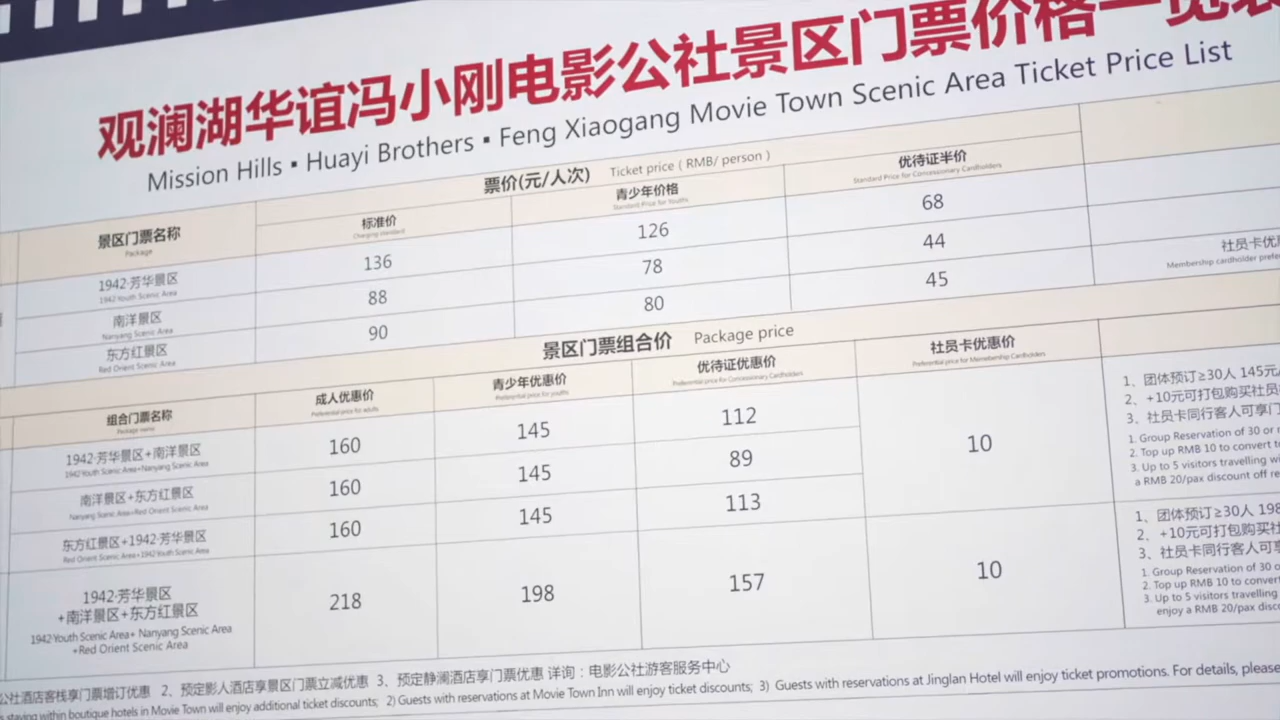 观澜湖华谊冯小刚电影公社景区门票价格一览表
Mission Hills ▪ Huayi Brothers ▪ Feng Xiaogang Movie Town Scenic Area Ticket Price List
票价(元/人次) Ticket price ( RMB/ person )
景区门票名称 标准价 青少年价格 优待证半价
Package Charging standard Standard Price for Youths Standard Price for Concessionary Cardholders
1942·芳华景区 136 126 68
1942·Youth Scenic Area
南洋景区 88 78 44
Nanyang Scenic Area
东方红景区 90 80 45
Red Orient Scenic Area
社员卡优
Membership cardholder
景区门票组合价 Package price
组合门票名称 成人优惠价 青少年优惠价 优待证优惠价 社员卡优惠价
Package name Preferential price for adults Preferential price for youths Preferential price for Concessionary Cardholders Preferential price for Memebership Cardholders
1942·芳华景区+南洋景区 160 145 112
1942·Youth Scenic Area+Nanyang Scenic Area
南洋景区+东方红景区 160 145 89 10
Nanyang Scenic Area+Red Orient Scenic Area
东方红景区+1942·芳华景区 160 145 113
Red Orient Scenic Area+1942·Youth Scenic Area
1、团体预订≥30人 145元
2、+10元可打包购买社员
3、社员卡同行客人可享门
1. Group Reservation of 30 or
2. Top up RMB 10 to convert to
3. Up to 5 visitors travelling
a RMB 20/pax discount off
1942·芳华景区
+南洋景区+东方红景区 218 198 157 10
1942·Youth Scenic Area+ Nanyang Scenic Area
+Red Orient Scenic Area
1、团体预订≥30人 198
2、+10元可打包购买社
3、社员卡同行客人可
1. Group Reservation of 30
2. Top up RMB 10 to
3. Up to 5 visitors travelling
enjoy a RMB 20/pax
公社酒店客栈享门票增订优惠 2、预定影人酒店享景区门票立减优惠 3、预定静澜酒店享门票优惠 详询：电影公社游客服务中心
staying within boutique hotels in Movie Town will enjoy additional ticket discounts; 2) Guests with reservations at Movie Town Inn will enjoy ticket discounts; 3) Guests with reservations at Jinglan Hotel will enjoy ticket promotions. For details, please